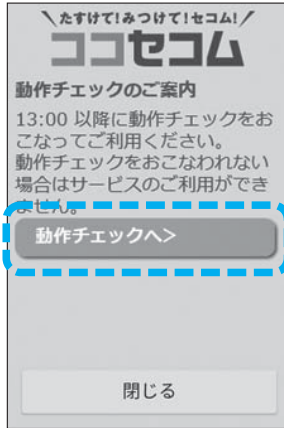 たすけて!みつけて!セコム!
ココセコム
動作チェックのご案内
13:00 以降に動作チェックをお
こなってご利用ください。
動作チェックをおこなわれない
場合はサービスのご利用ができ
ません。
動作チェックへ>
閉じる